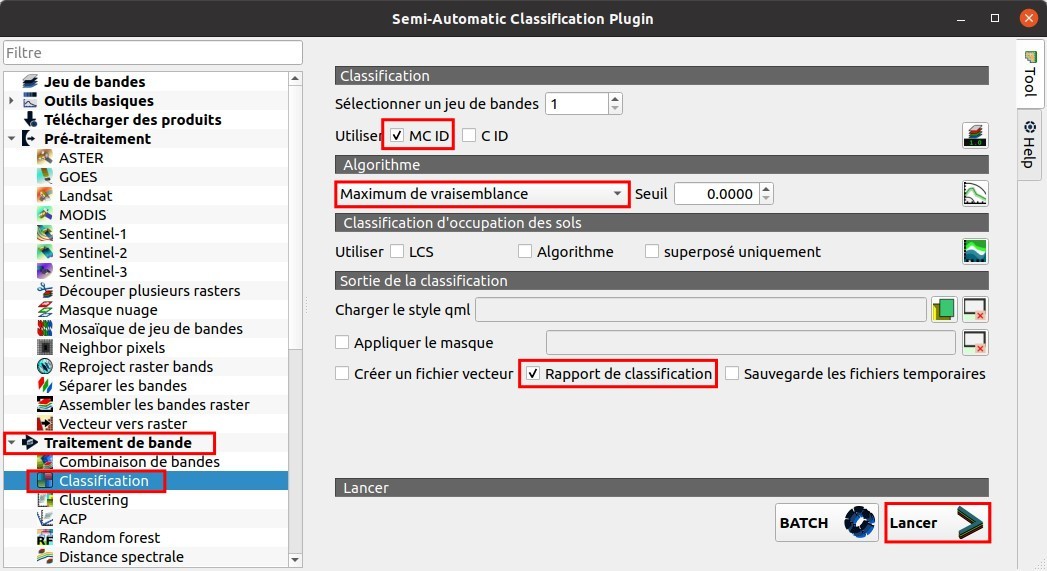 Semi-Automatic Classification Plugin
Filtre
Jeu de bandes
Outils basiques
Télécharger des produits
Pré-traitement
ASTER
GOES
Landsat
MODIS
Sentinel-1
Sentinel-2
Sentinel-3
Découper plusieurs rasters
Masque nuage
Mosaïque de jeu de bandes
Neighbor pixels
Reproject raster bands
Séparer les bandes
Assembler les bandes raster
Vecteur vers raster
Traitement de bande
Combinaison de bandes
Classification
Clustering
ACP
RF Random forest
Distance spectrale
Classification
Sélectionner un jeu de bandes 1
Utiliser MC ID C ID
1.0
Algorithme
Maximum de vraisemblance Seuil 0.0000
Classification d'occupation des sols
Utiliser LCS Algorithme superposé uniquement
Sortie de la classification
Charger le style qml
Appliquer le masque
Créer un fichier vecteur Rapport de classification Sauvegarde les fichiers temporaires
Lancer
BATCH Lancer
Tool
Help